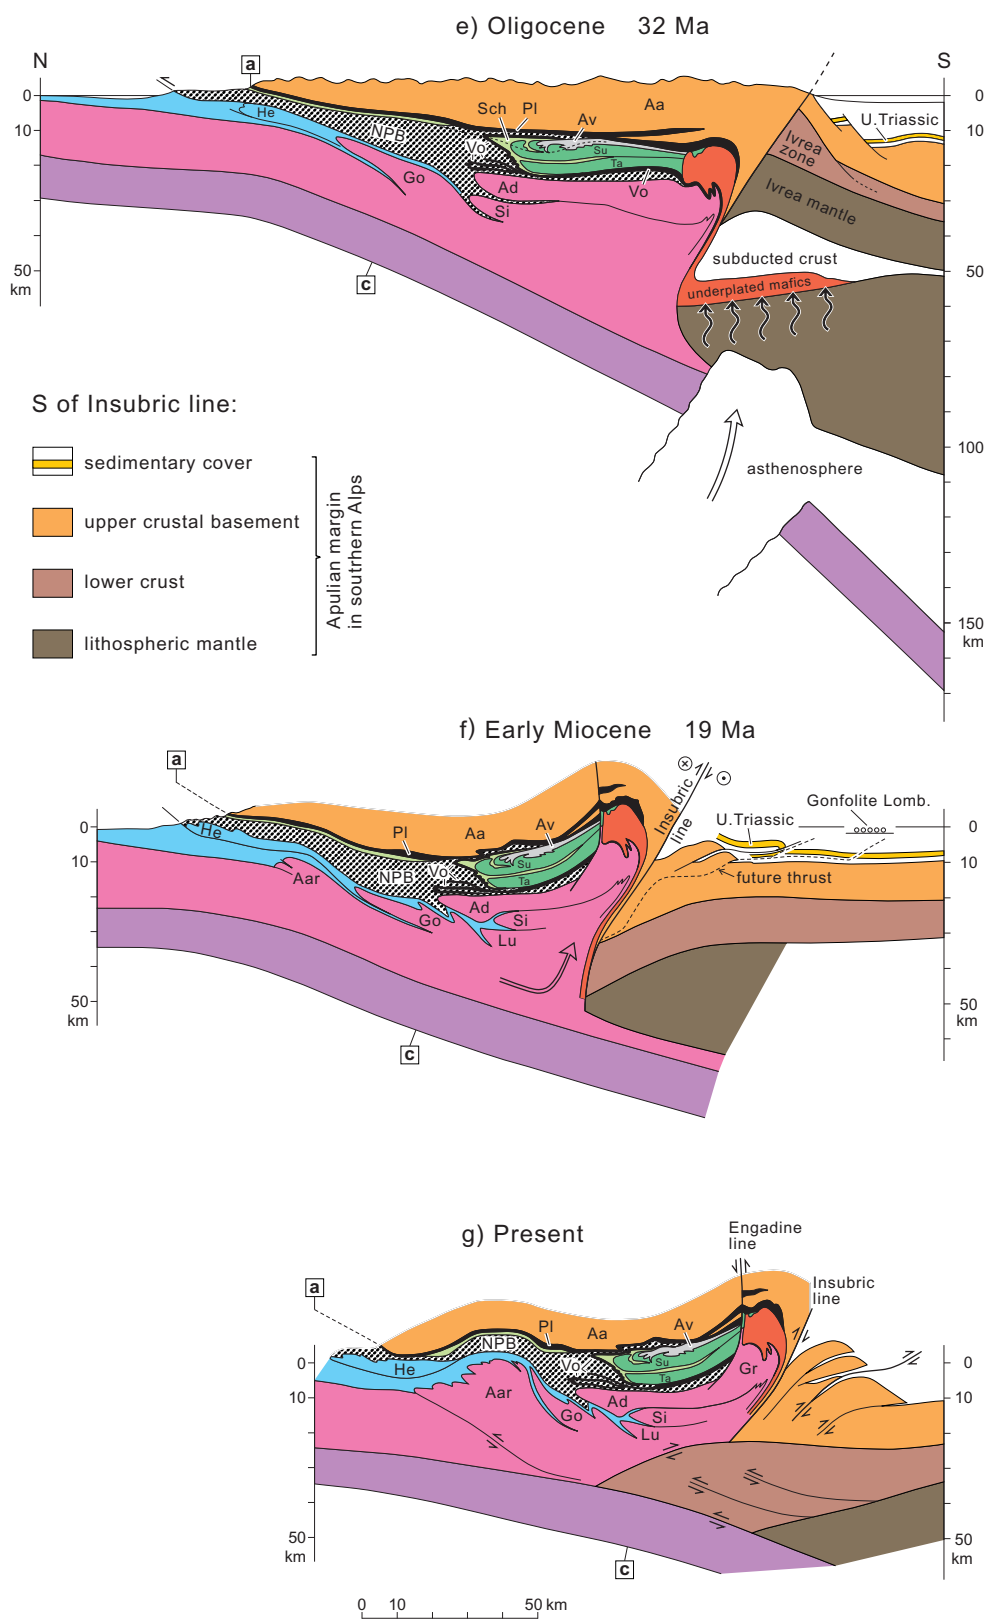 e) Oligocene 32 Ma
N
S
a
0
10
50
km
He
NPB
Sch
Pl
Av
Aa
Vo
Su
Ta
Vo
Go
Ad
Si
Ivrea
zone
Ivrea mantle
U.Triassic
0
10
50
100
150
km
subducted crust
underplated mafics
c
asthenosphere
S of Insubric line:
sedimentary cover
upper crustal basement
lower crust
lithospheric mantle
Apulian margin
in soutrhern Alps
f) Early Miocene 19 Ma
a
0
10
50
km
He
Pl
Aa
Av
Vo
NPB
Su
Ta
Aar
Go
Ad
Si
Lu
Insubric
line
U.Triassic
Gonfolite Lomb.
future thrust
0
10
50
km
c
g) Present
Engadine
line
Insubric
line
a
0
10
50
km
He
NPB
Pl
Aa
Av
Vo
Su
Ta
Gr
Aar
Go
Ad
Si
Lu
0
10
50
km
c
0 10 50 km